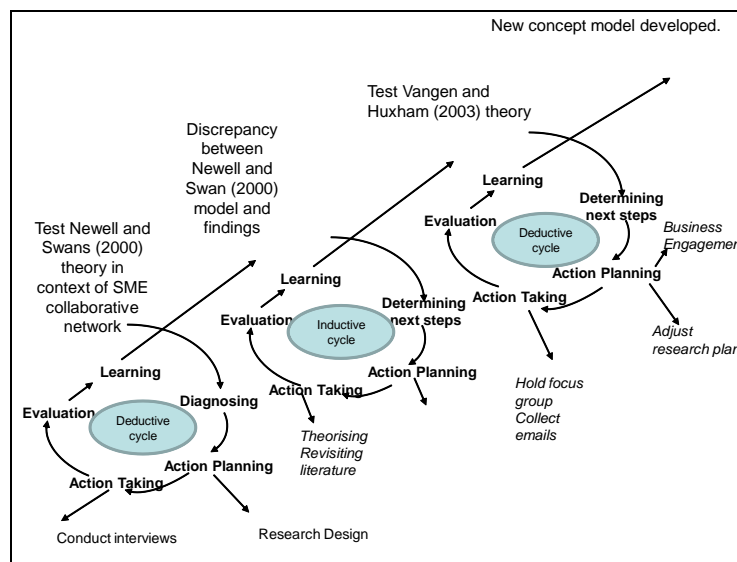 New concept model developed.
Test Vangen and
Huxham (2003) theory
Discrepancy
between
Newell and
Swan (2000)
model and
findings
Test Newell and
Swans (2000)
theory in
context of SME
collaborative
network
Learning
Evaluation
Deductive
cycle
Diagnosing
Action Planning
Action Taking
Conduct interviews
Research Design
Learning
Evaluation
Inductive
cycle
Determining
next steps
Action Planning
Action Taking
Theorising
Revisiting
literature
Learning
Evaluation
Deductive
cycle
Determining
next steps
Action Planning
Action Taking
Business
Engagemen
Adjust
research plan
Hold focus
group
Collect
emails